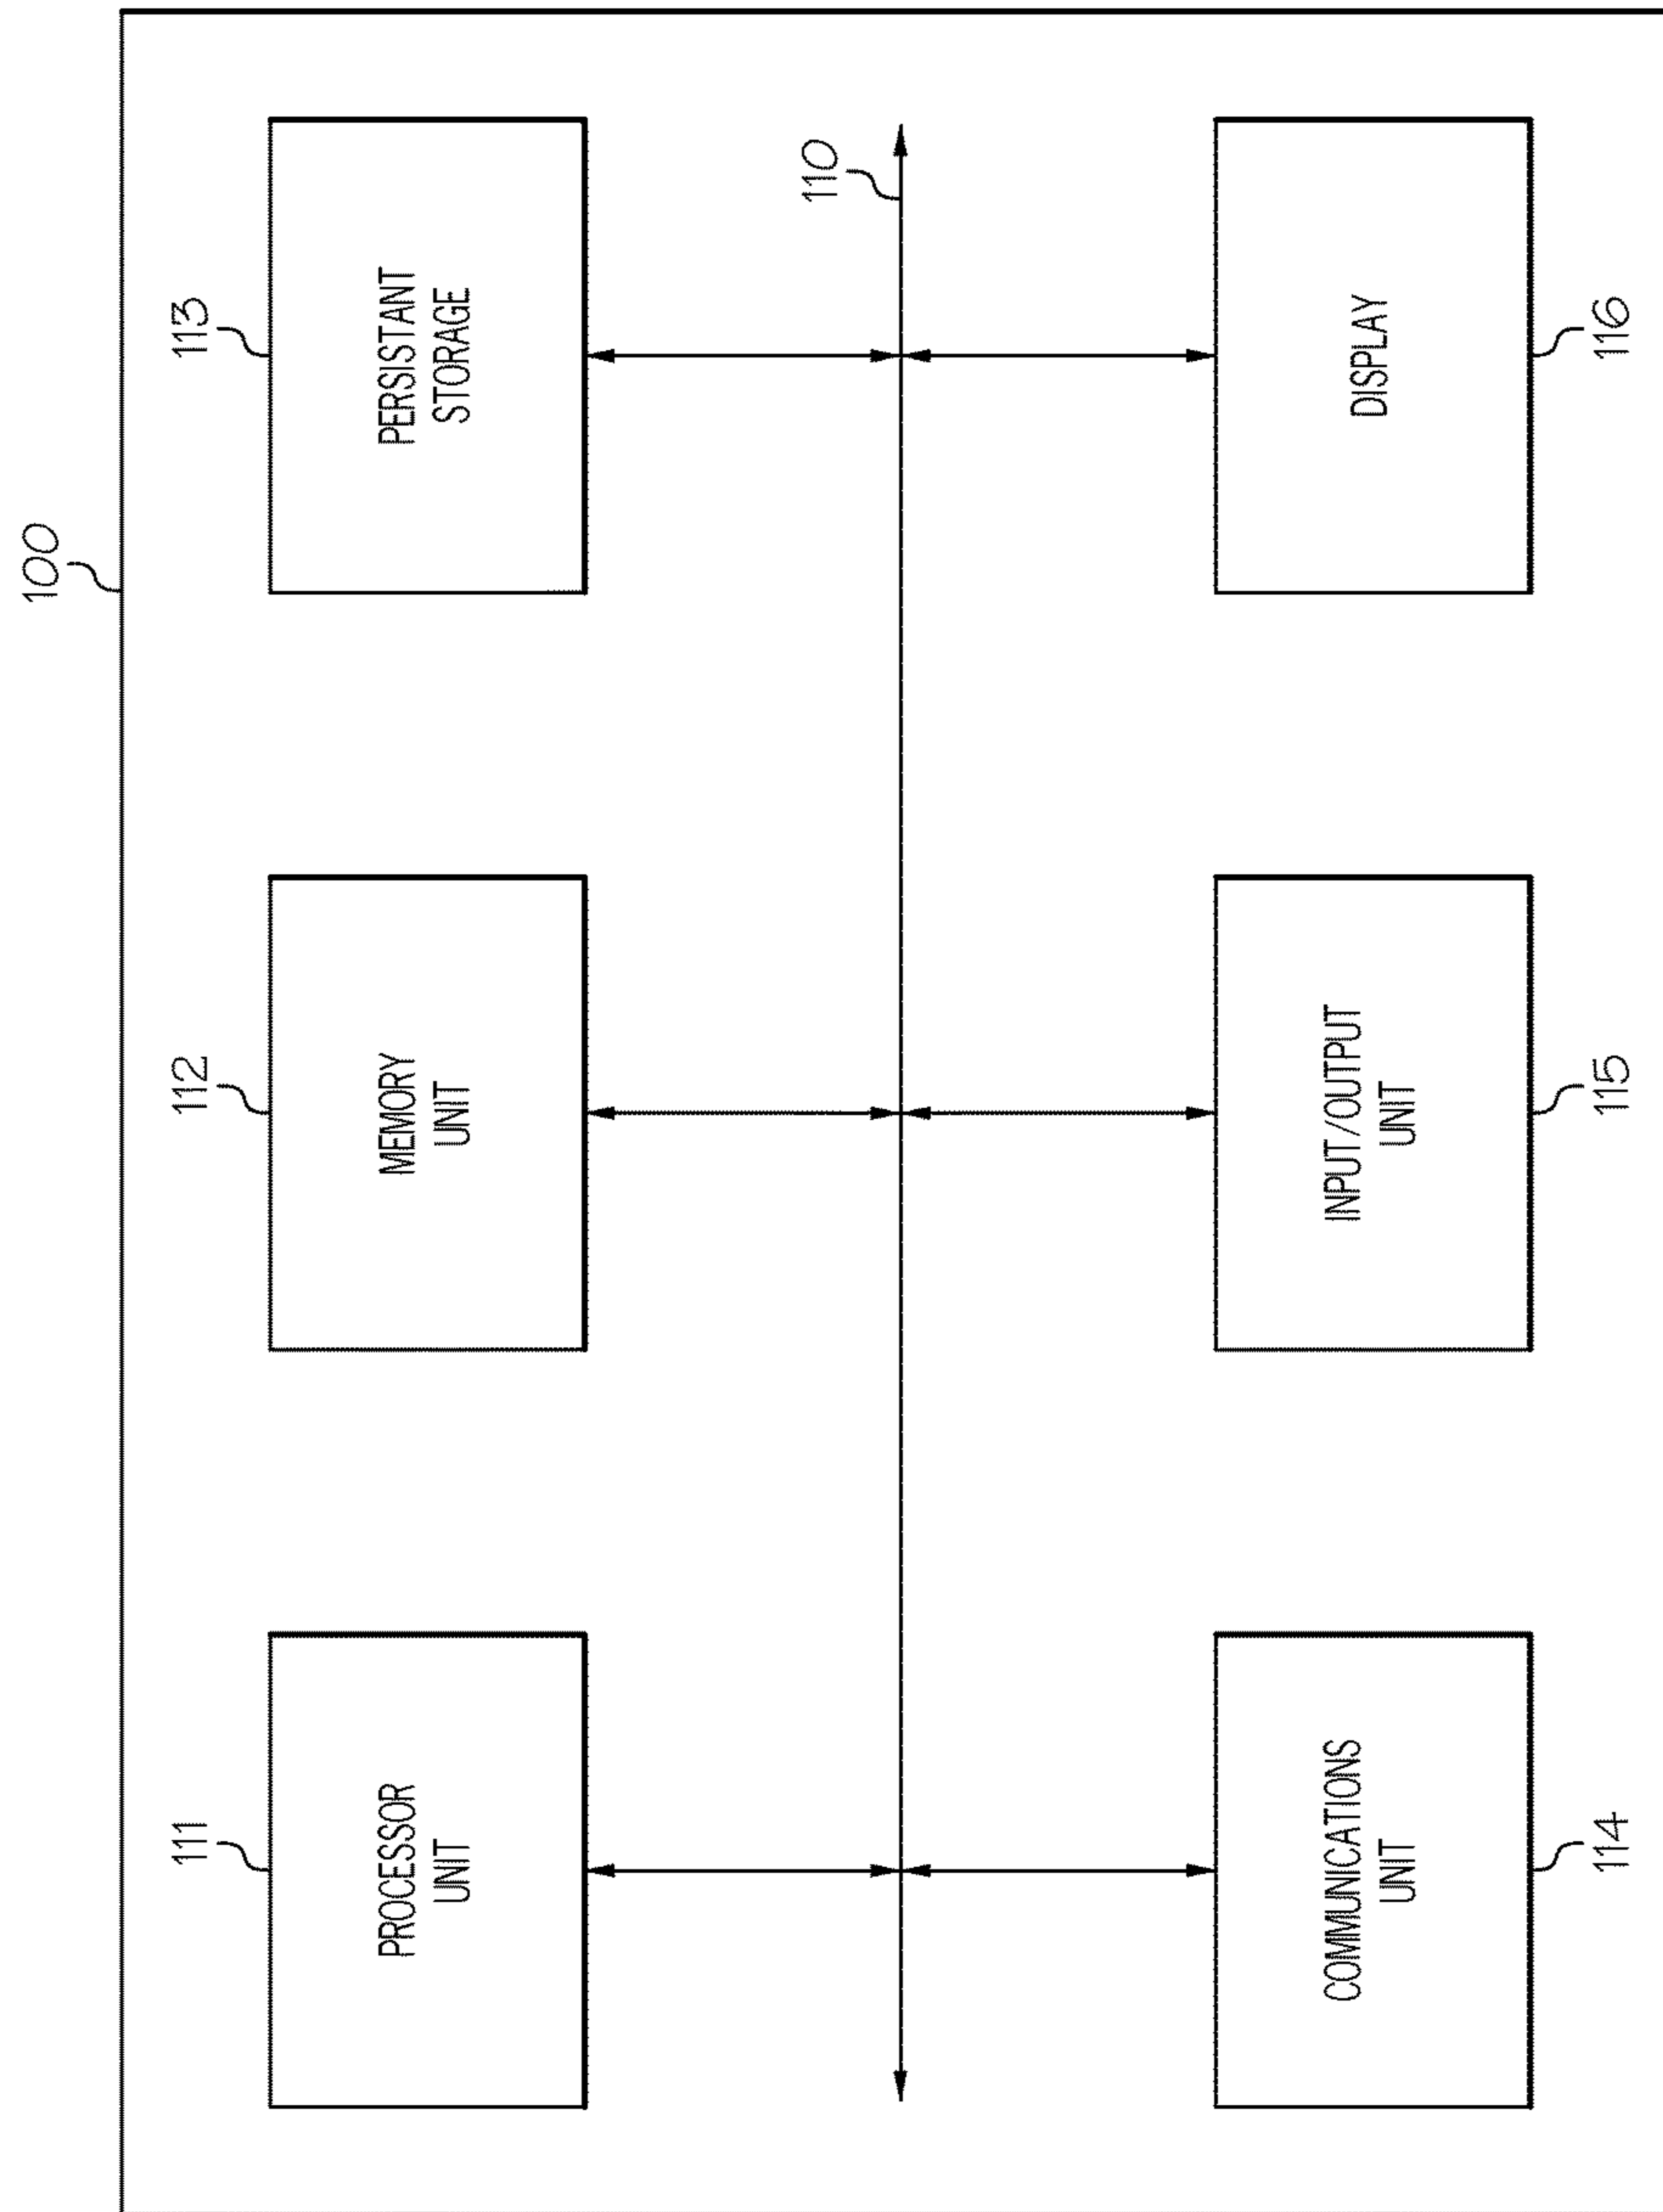 100
111
112
113
PROCESSOR
UNIT
MEMORY
UNIT
PERSISTANT
STORAGE
110
COMMUNICATIONS
UNIT
INPUT/OUTPUT
UNIT
DISPLAY
114
115
116